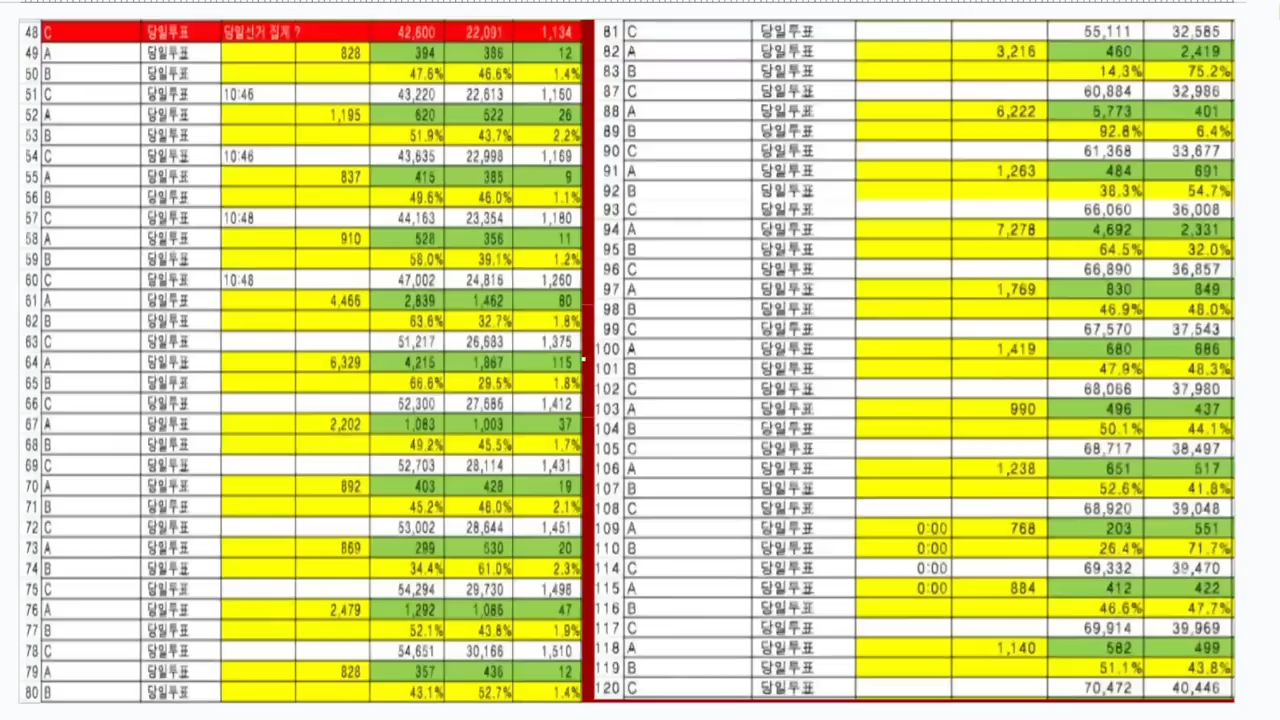 48 C 당일투표 당일선거 집계 ? 42,600 22,091 1,134
49 A 당일투표 828 394 386 12
50 B 당일투표 47.6% 46.6% 1.4%
51 C 당일투표 10:46 43,220 22,613 1,160
52 A 당일투표 1,195 620 522 26
53 B 당일투표 51.9% 43.7% 2.2%
54 C 당일투표 10:46 43,635 22,998 1,169
55 A 당일투표 837 415 385 9
56 B 당일투표 49.6% 46.0% 1.1%
57 C 당일투표 10:48 44,163 23,354 1,180
58 A 당일투표 910 528 356 11
59 B 당일투표 58.0% 39.1% 1.2%
60 C 당일투표 10:48 47,002 24,816 1,260
61 A 당일투표 4,466 2,839 1,462 80
62 B 당일투표 63.6% 32.7% 1.8%
63 C 당일투표 51,217 26,683 1,375
64 A 당일투표 6,329 4,215 1,867 115
65 B 당일투표 66.6% 29.5% 1.8%
66 C 당일투표 52,300 27,686 1,412
67 A 당일투표 2,202 1,083 1,003 37
68 B 당일투표 49.2% 45.5% 1.7%
69 C 당일투표 52,703 28,114 1,431
70 A 당일투표 892 403 428 19
71 B 당일투표 45.2% 48.0% 2.1%
72 C 당일투표 53,002 28,644 1,451
73 A 당일투표 869 299 530 20
74 B 당일투표 34.4% 61.0% 2.3%
75 C 당일투표 54,294 29,730 1,498
76 A 당일투표 2,479 1,292 1,086 47
77 B 당일투표 52.1% 43.8% 1.9%
78 C 당일투표 54,651 30,166 1,510
79 A 당일투표 828 357 436 12
80 B 당일투표 43.1% 52.7% 1.4%
81 C 당일투표 55,111 32,585
82 A 당일투표 3,216 460 2,419
83 B 당일투표 14.3% 75.2%
87 C 당일투표 60,884 32,986
88 A 당일투표 6,222 5,773 401
89 B 당일투표 92.8% 6.4%
90 C 당일투표 61,368 33,677
91 A 당일투표 1,263 484 691
92 B 당일투표 38.3% 54.7%
93 C 당일투표 66,060 36,008
94 A 당일투표 7,278 4,692 2,331
95 B 당일투표 64.5% 32.0%
96 C 당일투표 66,890 36,857
97 A 당일투표 1,769 830 849
98 B 당일투표 46.9% 48.0%
99 C 당일투표 67,570 37,543
100 A 당일투표 1,419 680 686
101 B 당일투표 47.9% 48.3%
102 C 당일투표 68,066 37,980
103 A 당일투표 990 496 437
104 B 당일투표 50.1% 44.1%
105 C 당일투표 68,717 38,497
106 A 당일투표 1,238 651 517
107 B 당일투표 52.6% 41.8%
108 C 당일투표 68,920 39,048
109 A 당일투표 0:00 768 203 551
110 B 당일투표 0:00 26.4% 71.7%
114 C 당일투표 0:00 69,332 39,470
115 A 당일투표 0:00 884 412 422
116 B 당일투표 46.6% 47.7%
117 C 당일투표 69,914 39,969
118 A 당일투표 1,140 582 499
119 B 당일투표 51.1% 43.8%
120 C 당일투표 70,472 40,446